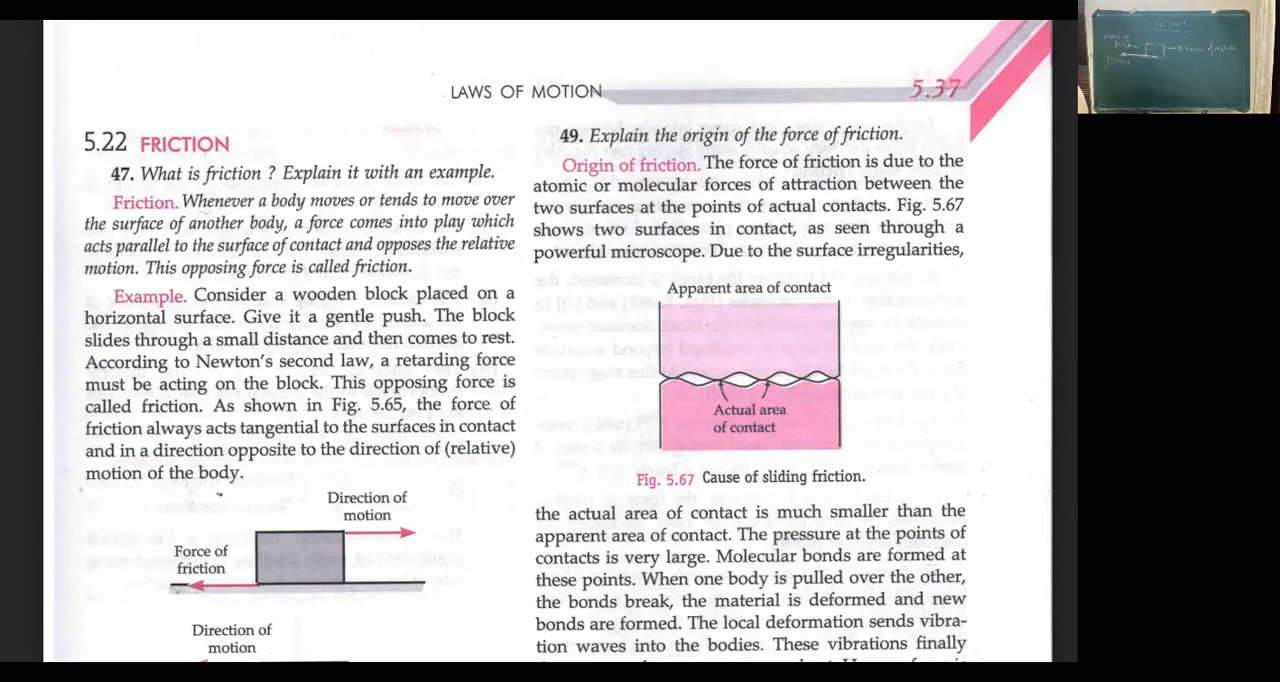 LAWS OF MOTION
5.37
5.22 FRICTION
47. What is friction ? Explain it with an example.
Friction. Whenever a body moves or tends to move over
the surface of another body, a force comes into play which
acts parallel to the surface of contact and opposes the relative
motion. This opposing force is called friction.
Example. Consider a wooden block placed on a
horizontal surface. Give it a gentle push. The block
slides through a small distance and then comes to rest.
According to Newton's second law, a retarding force
must be acting on the block. This opposing force is
called friction. As shown in Fig. 5.65, the force of
friction always acts tangential to the surfaces in contact
and in a direction opposite to the direction of (relative)
motion of the body.
Direction of
motion
Force of
friction
Direction of
motion
49. Explain the origin of the force of friction.
Origin of friction. The force of friction is due to the
atomic or molecular forces of attraction between the
two surfaces at the points of actual contacts. Fig. 5.67
shows two surfaces in contact, as seen through a
powerful microscope. Due to the surface irregularities,
Apparent area of contact
Actual area
of contact
Fig. 5.67 Cause of sliding friction.
the actual area of contact is much smaller than the
apparent area of contact. The pressure at the points of
contacts is very large. Molecular bonds are formed at
these points. When one body is pulled over the other,
the bonds break, the material is deformed and new
bonds are formed. The local deformation sends vibra-
tion waves into the bodies. These vibrations finally
Force of
Direction of Motion